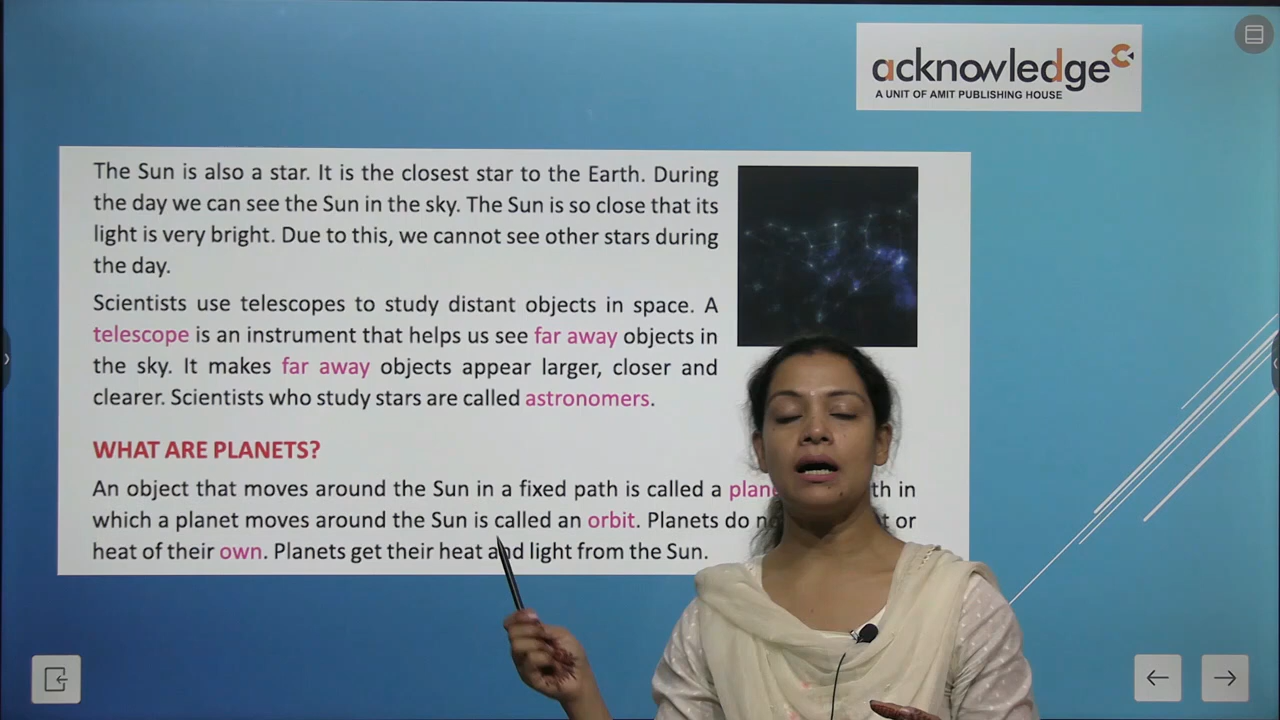 acknowledge
A UNIT OF AMIT PUBLISHING HOUSE
The Sun is also a star. It is the closest star to the Earth. During
the day we can see the Sun in the sky. The Sun is so close that its
light is very bright. Due to this, we cannot see other stars during
the day.
Scientists use telescopes to study distant objects in space. A
telescope is an instrument that helps us see far away objects in
the sky. It makes far away objects appear larger, closer and
clearer. Scientists who study stars are called astronomers.
WHAT ARE PLANETS?
An object that moves around the Sun in a fixed path is called a in
which a planet moves around the Sun is called an orbit. Planets do or
heat of their own. Planets get their heat and light from the Sun.